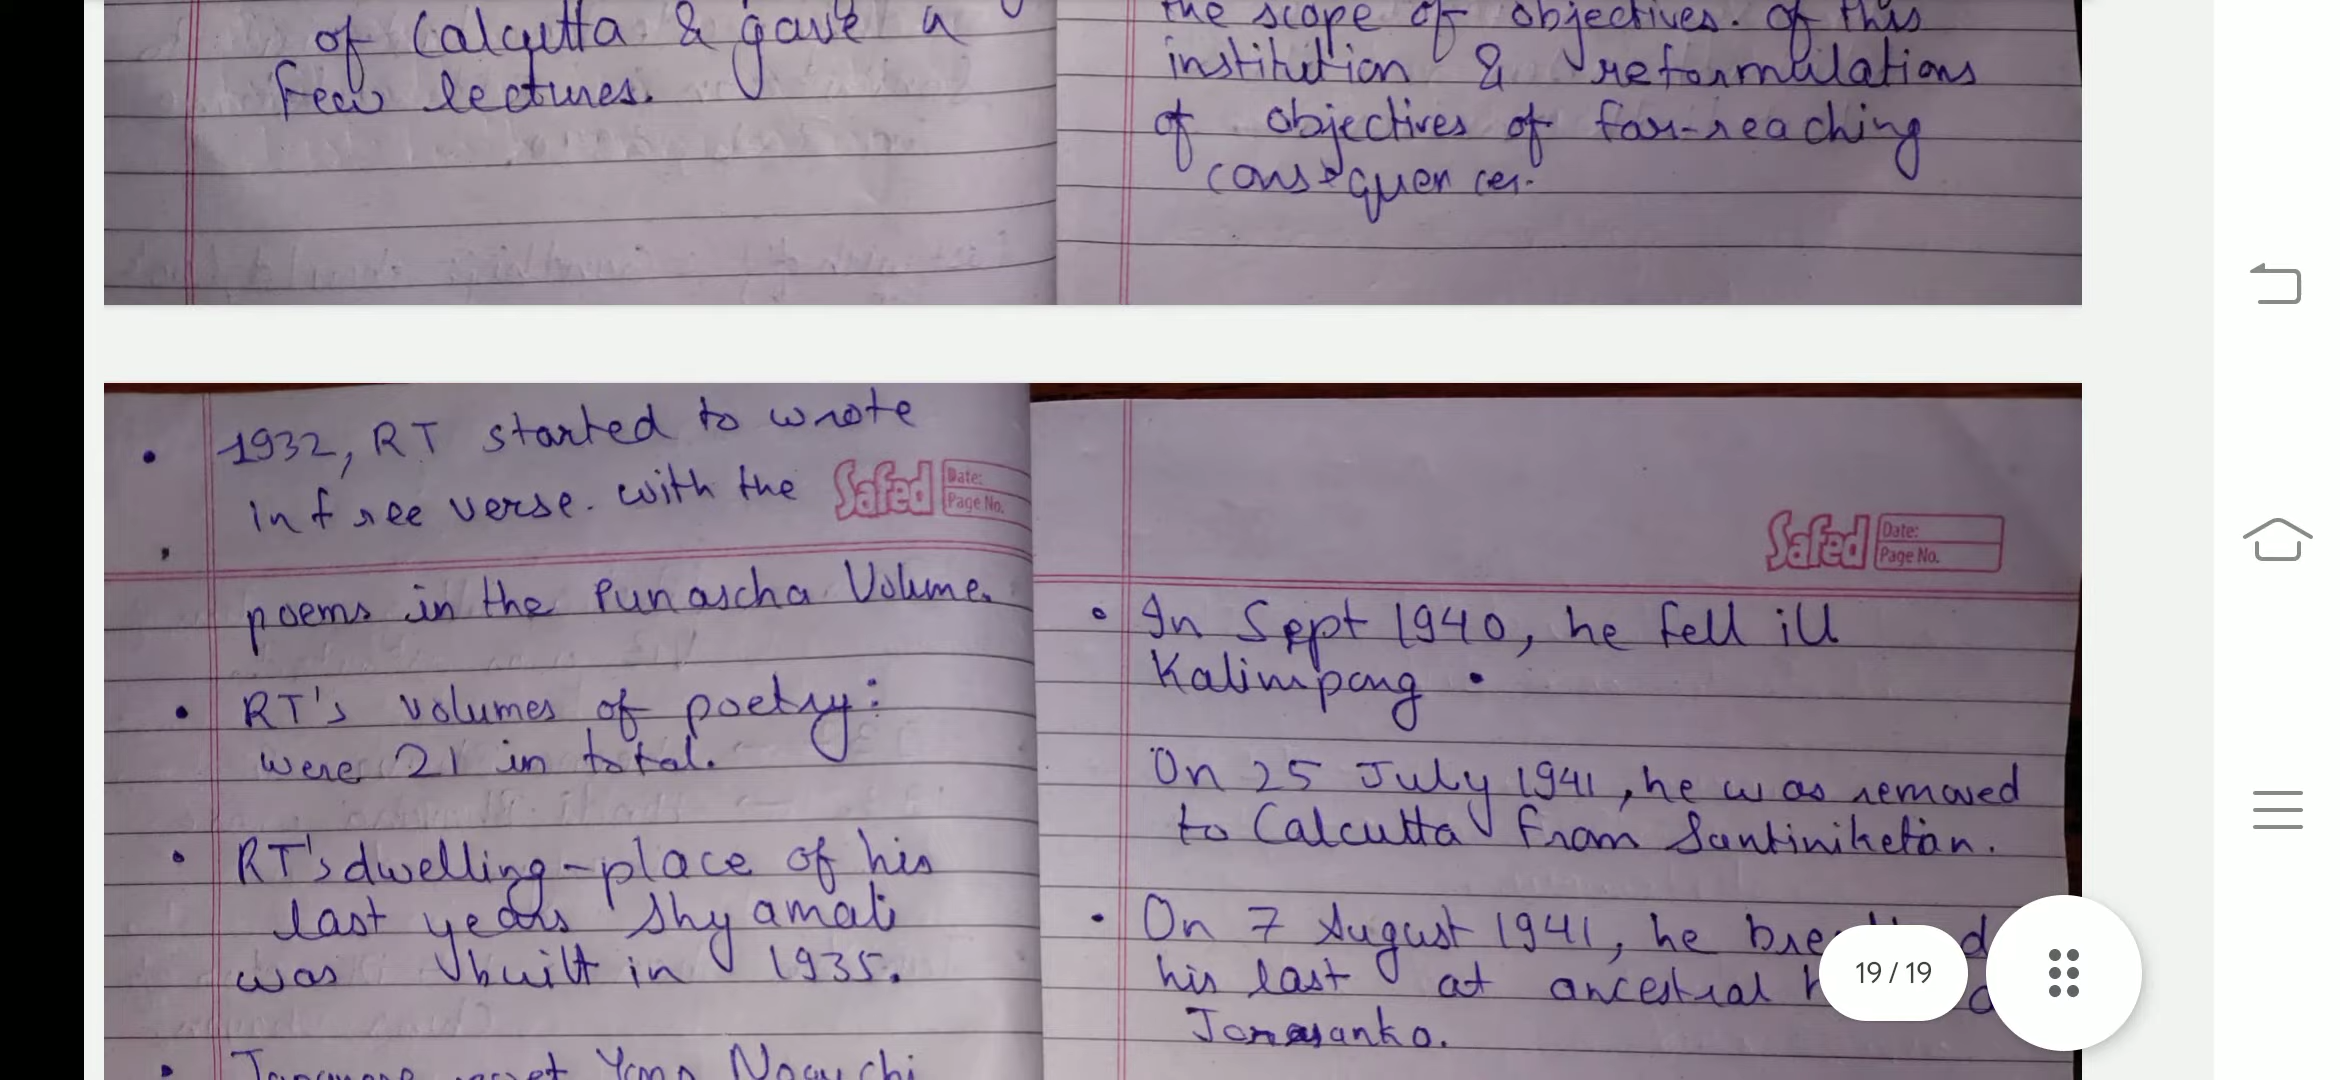 of Calcutta & gave a
few lectures.
the scope of objectives. of this
institution & reformulations
of objectives of far-reaching
consequences.
1932, RT started to wrote
in free verse. with the
Safed Date:
Page No.
poems in the Punascha Volume.
• RT's volumes of poetry:
were 21 in total.
• RT's dwelling-place of his
last years Shyamali
was built in 1935.
• Japanese poet Yone Noguchi
Safed Date:
Page No.
• In Sept 1940, he fell ill
Kalimpong.
On 25 July 1941, he was removed
to Calcutta from Santiniketan.
• On 7 August 1941, he
his last at ancestral
Jorasanko.
19/19